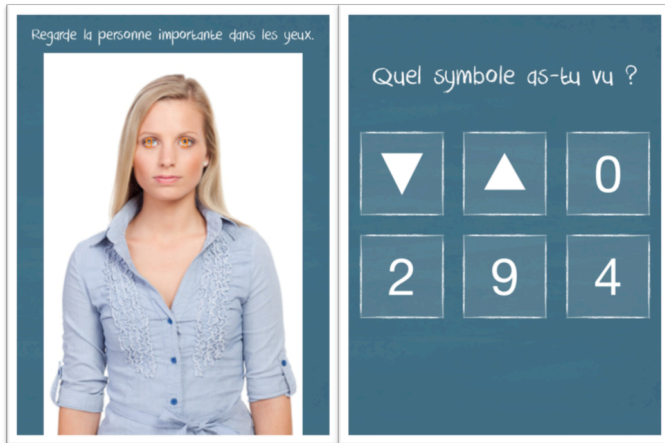 Regarde la personne importante dans les yeux.
Quel symbole as-tu vu ?
0
2 9 4